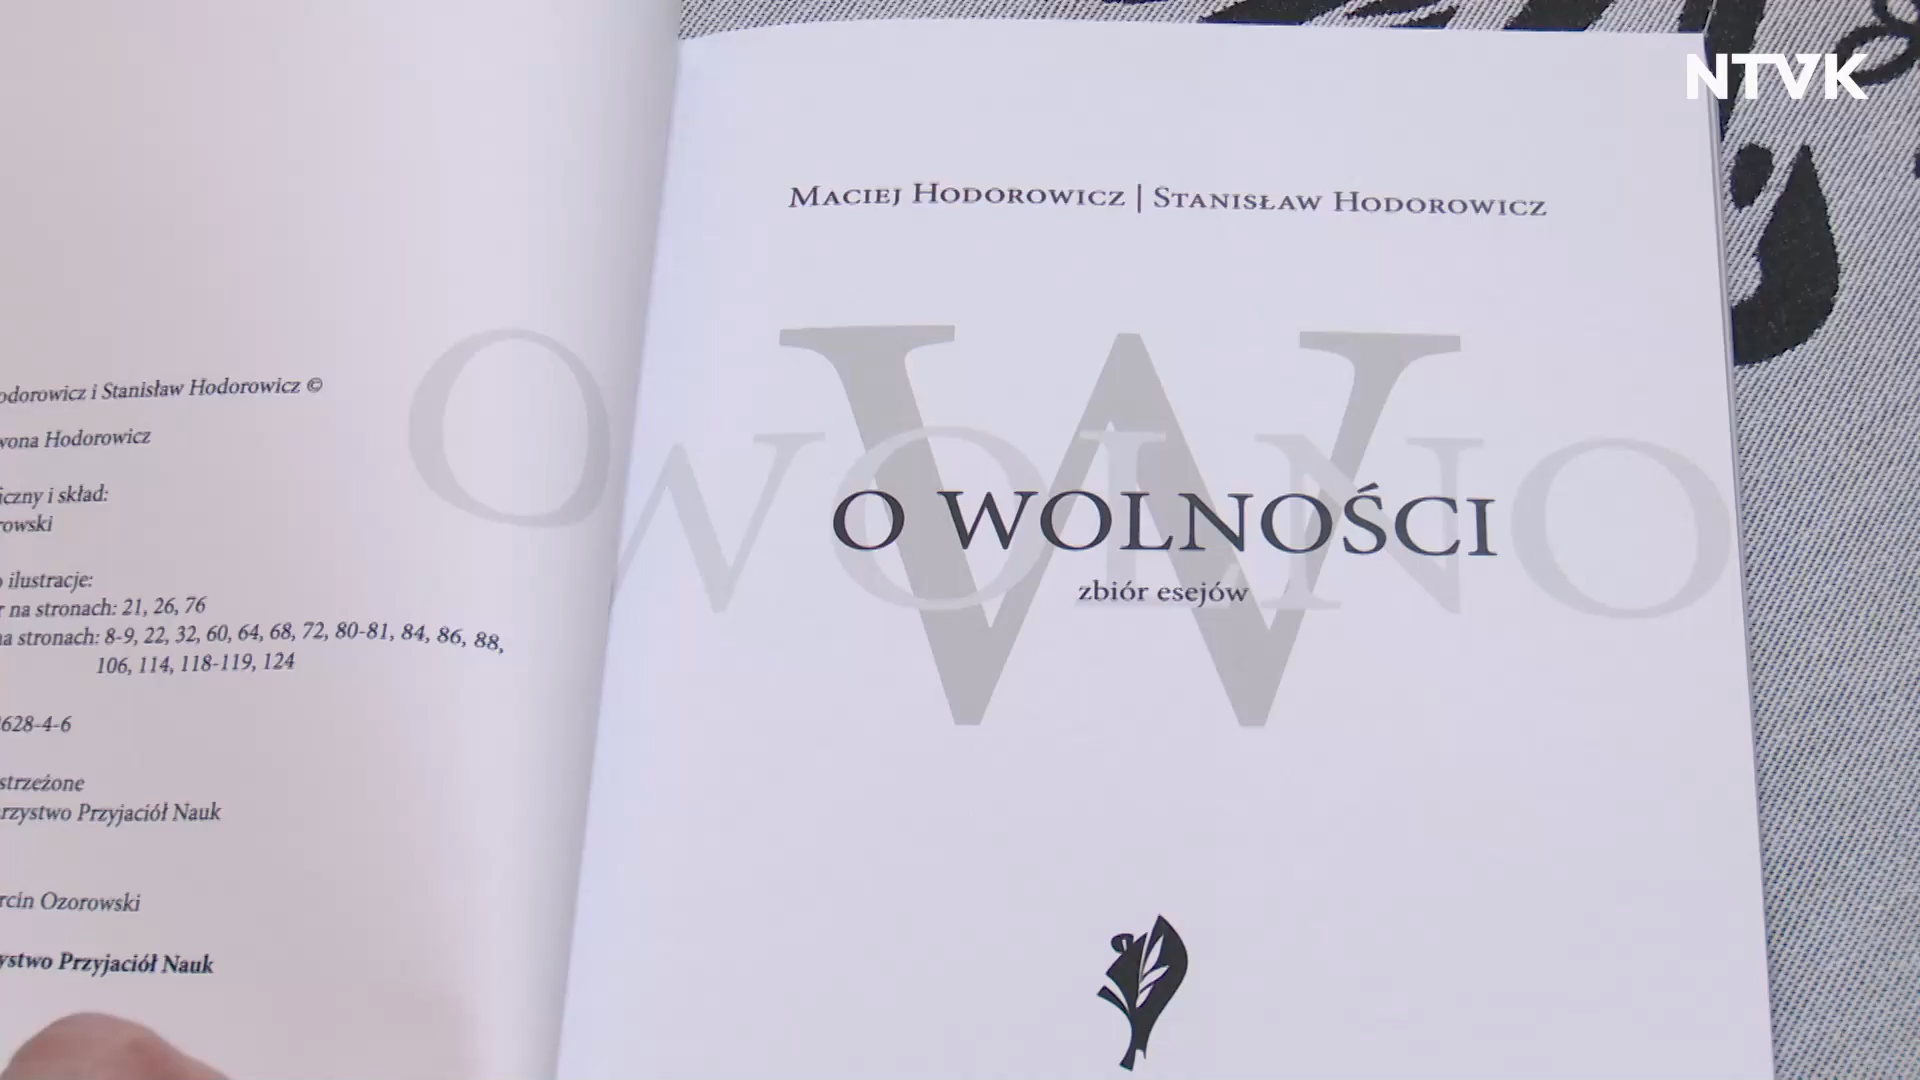 NTVK
odorowicz i Stanisław Hodorowicz ©
wona Hodorowicz
iczny i skład:
rowski
o ilustracje:
r na stronach: 21, 26, 76
na stronach: 8-9, 22, 32, 60, 64, 68, 72, 80-81, 84, 86, 88,
106, 114, 118-119, 124
628-4-6
strzeżone
rzystwo Przyjaciół Nauk
rcin Ozorowski
ystwo Przyjaciół Nauk
Maciej Hodorowicz | Stanisław Hodorowicz
O WOLNO
W
O WOLNOŚCI
zbiór esejów